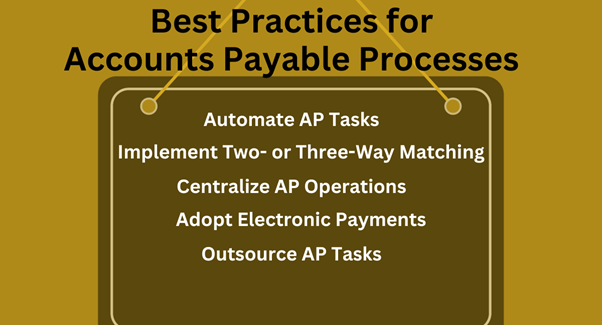 Best Practices for
Accounts Payable Processes
Automate AP Tasks
Implement Two- or Three-Way Matching
Centralize AP Operations
Adopt Electronic Payments
Outsource AP Tasks